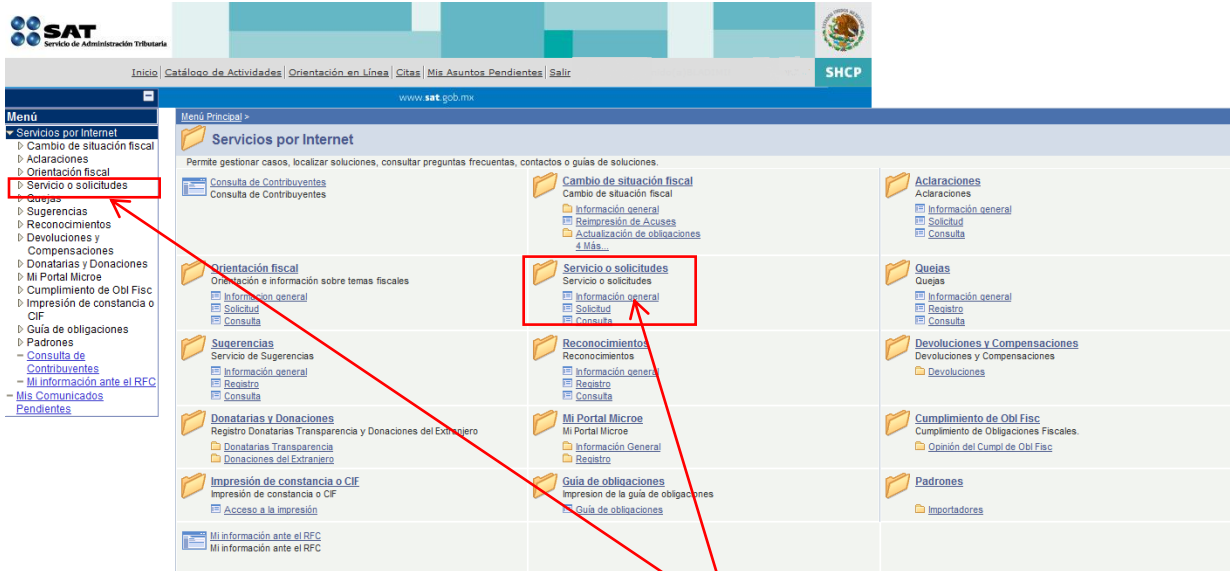 SAT
Servicio de Administración Tributaria
Inicio | Catálogo de Actividades | Orientación en Línea | Citas | Mis Asuntos Pendientes | Salir
SHCP
www.sat.gob.mx
Menú
Servicios por Internet
Cambio de situación fiscal
Aclaraciones
Orientación fiscal
Servicio o solicitudes
Quejas
Sugerencias
Reconocimientos
Devoluciones y
Compensaciones
Donatarias y Donaciones
Mi Portal Microe
Cumplimiento de Obl Fisc
Impresión de constancia o
CIF
Guía de obligaciones
Padrones
Consulta de
Contribuyentes
Mi información ante el RFC
Mis Comunicados
Pendientes
Menú Principal >
Servicios por Internet
Permite gestionar casos, localizar soluciones, consultar preguntas frecuentas, contactos o guías de soluciones.
Consulta de Contribuyentes
Consulta de Contribuyentes
Cambio de situación fiscal
Cambio de situación fiscal
Información general
Reimpresión de Acuses
Actualización de obligaciones
4 Más...
Aclaraciones
Aclaraciones
Información general
Solicitud
Consulta
Orientación fiscal
Orientación e información sobre temas fiscales
Informacion general
Solicitud
Consulta
Servicio o solicitudes
Servicio o solicitudes
Información general
Solicitud
Consulta
Quejas
Quejas
Información general
Registro
Consulta
Sugerencias
Servicio de Sugerencias
Información general
Registro
Consulta
Reconocimientos
Reconocimientos
Información general
Registro
Consulta
Devoluciones y Compensaciones
Devoluciones y Compensaciones
Devoluciones
Donatarias y Donaciones
Registro Donatarias Transparencia y Donaciones del Extranjero
Donatarias Transparencia
Donaciones del Extranjero
Mi Portal Microe
Mi Portal Microe
Información General
Registro
Cumplimiento de Obl Fisc
Cumplimiento de Obligaciones Fiscales.
Opinión del Cumpl de Obl Fisc
Impresión de constancia o CIF
Impresión de constancia o CIF
Acceso a la impresión
Guía de obligaciones
Impresion de la guía de obligaciones
Guía de obligaciones
Padrones
Importadores
Mi información ante el RFC
Mi información ante el RFC